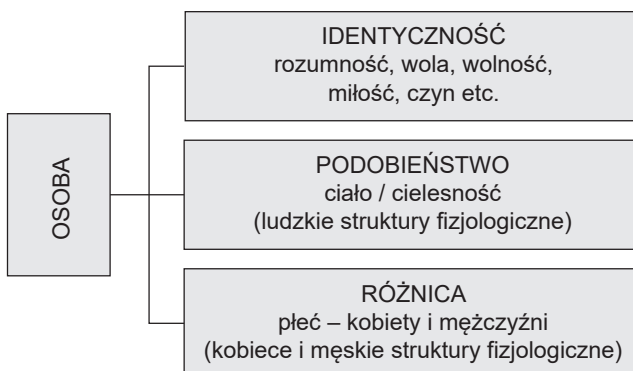 OSOBA
IDENTYCZNOŚĆ
rozumność, wola, wolność,
miłość, czyn etc.
PODOBIEŃSTWO
ciało / cielesność
(ludzkie struktury fizjologiczne)
RÓŻNICA
płeć – kobiety i mężczyźni
(kobiece i męskie struktury fizjologiczne)